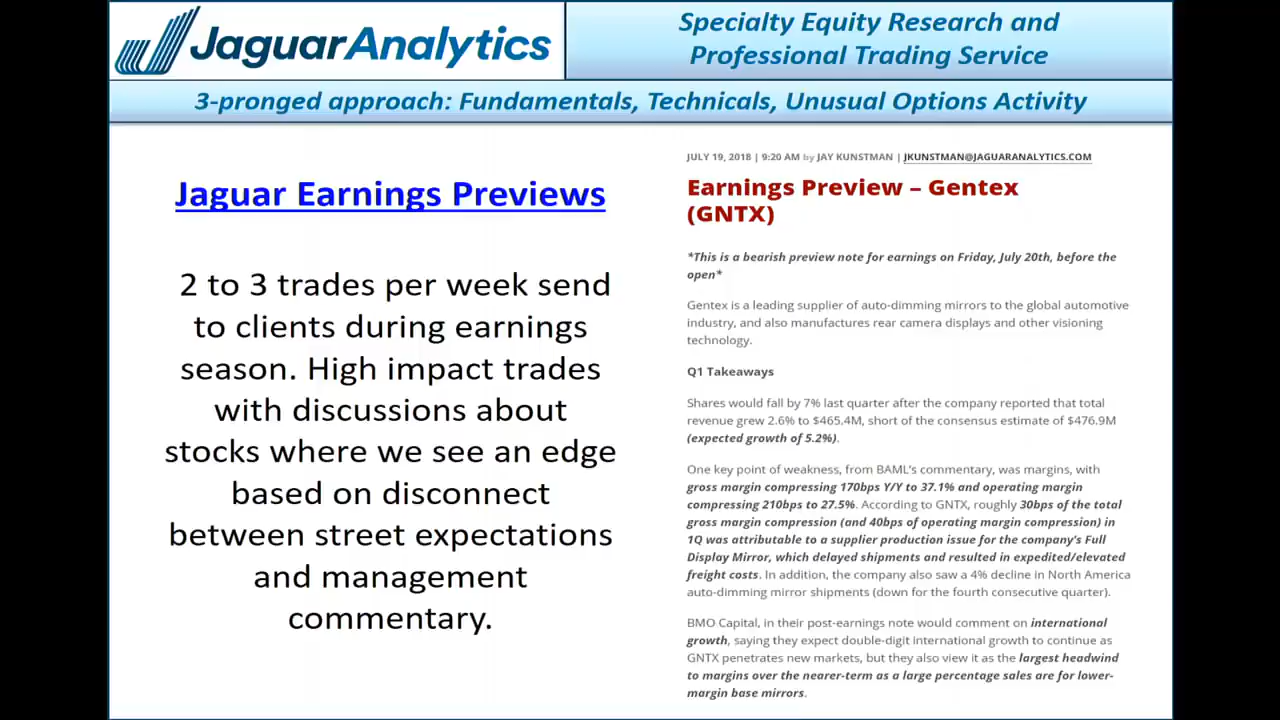 JaguarAnalytics
Specialty Equity Research and
Professional Trading Service
3-pronged approach: Fundamentals, Technicals, Unusual Options Activity
Jaguar Earnings Previews
2 to 3 trades per week send
to clients during earnings
season. High impact trades
with discussions about
stocks where we see an edge
based on disconnect
between street expectations
and management
commentary.
JULY 19, 2018 | 9:20 AM by JAY KUNSTMAN | JKUNSTMAN@JAGUARANALYTICS.COM
Earnings Preview – Gentex
(GNTX)
*This is a bearish preview note for earnings on Friday, July 20th, before the
open*
Gentex is a leading supplier of auto-dimming mirrors to the global automotive
industry, and also manufactures rear camera displays and other visioning
technology.
Q1 Takeaways
Shares would fall by 7% last quarter after the company reported that total
revenue grew 2.6% to $465.4M, short of the consensus estimate of $476.9M
(expected growth of 5.2%).
One key point of weakness, from BAML's commentary, was margins, with
gross margin compressing 170bps Y/Y to 37.1% and operating margin
compressing 210bps to 27.5%. According to GNTX, roughly 30bps of the total
gross margin compression (and 40bps of operating margin compression) in
1Q was attributable to a supplier production issue for the company's Full
Display Mirror, which delayed shipments and resulted in expedited/elevated
freight costs. In addition, the company also saw a 4% decline in North America
auto-dimming mirror shipments (down for the fourth consecutive quarter).
BMO Capital, in their post-earnings note would comment on international
growth, saying they expect double-digit international growth to continue as
GNTX penetrates new markets, but they also view it as the largest headwind
to margins over the nearer-term as a large percentage sales are for lower-
margin base mirrors.